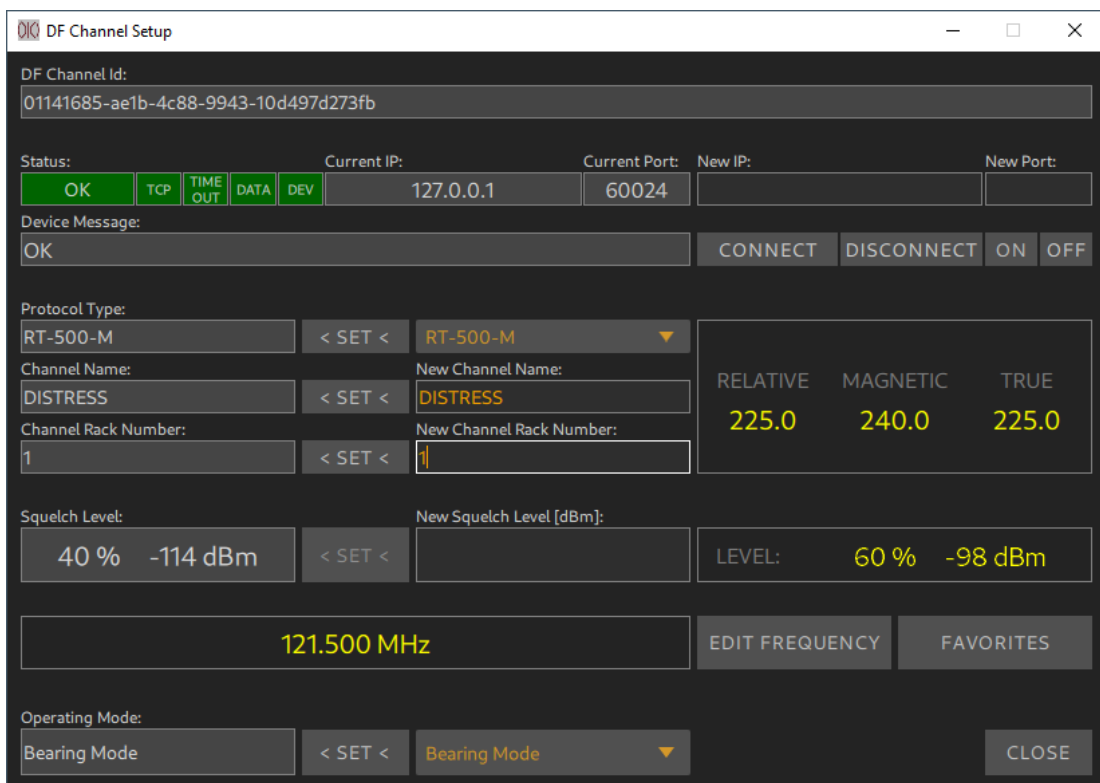 DF Channel Setup
DF Channel Id:
01141685-ae1b-4c88-9943-10d497d273fb
Status: Current IP: Current Port: New IP: New Port:
OK TCP TIME OUT DATA DEV 127.0.0.1 60024
Device Message:
OK CONNECT DISCONNECT ON OFF
Protocol Type:
RT-500-M < SET < RT-500-M
Channel Name: New Channel Name:
DISTRESS < SET < DISTRESS
Channel Rack Number: New Channel Rack Number:
1 < SET < 1
RELATIVE MAGNETIC TRUE
225.0 240.0 225.0
Squelch Level: New Squelch Level [dBm]:
40 % -114 dBm < SET < LEVEL: 60 % -98 dBm
121.500 MHz EDIT FREQUENCY FAVORITES
Operating Mode:
Bearing Mode < SET < Bearing Mode CLOSE